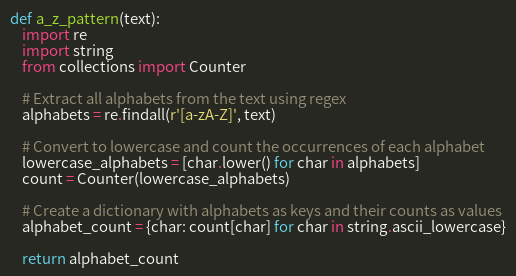 def a_z_pattern(text):
    import re
    import string
    from collections import Counter

    # Extract all alphabets from the text using regex
    alphabets = re.findall(r'[a-zA-Z]', text)

    # Convert to lowercase and count the occurrences of each alphabet
    lowercase_alphabets = [char.lower() for char in alphabets]
    count = Counter(lowercase_alphabets)

    # Create a dictionary with alphabets as keys and their counts as values
    alphabet_count = {char: count[char] for char in string.ascii_lowercase}

    return alphabet_count